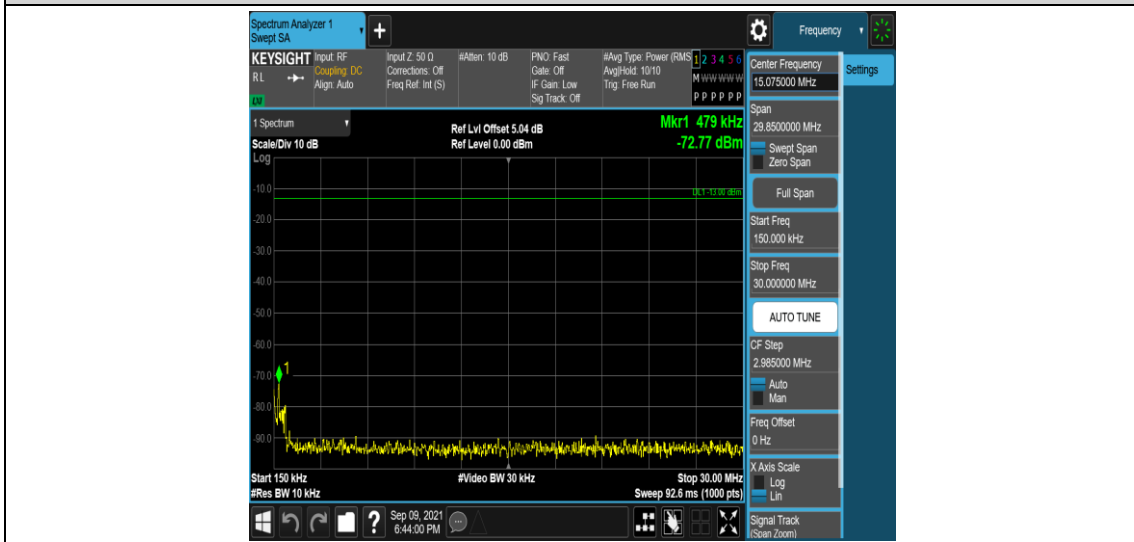 Spectrum Analyzer 1
Swept SA
+
Frequency
KEYSIGHT
RL
LXI
Input: RF
Coupling: DC
Align: Auto
Input Z: 50 Ω
Corrections: Off
Freq Ref: Int (S)
#Atten: 10 dB
PNO: Fast
Gate: Off
IF Gain: Low
Sig Track: Off
#Avg Type: Power (RMS
Avg|Hold: 10/10
Trig: Free Run
1 2 3 4 5 6
M W W W W W
P P P P P P
1 Spectrum
Scale/Div 10 dB
Log
Ref Lvl Offset 5.04 dB
Ref Level 0.00 dBm
Mkr1 479 kHz
-72.77 dBm
DL1 -13.00 dBm
-10.0
-20.0
-30.0
-40.0
-50.0
-60.0
-70.0
-80.0
-90.0
1
Start 150 kHz
#Res BW 10 kHz
#Video BW 30 kHz
Stop 30.00 MHz
Sweep 92.6 ms (1000 pts)
Center Frequency
15.075000 MHz
Settings
Span
29.8500000 MHz
Swept Span
Zero Span
Full Span
Start Freq
150.000 kHz
Stop Freq
30.000000 MHz
AUTO TUNE
CF Step
2.985000 MHz
Auto
Man
Freq Offset
0 Hz
X Axis Scale
Log
Lin
Signal Track
(Span Zoom)
?
Sep 09, 2021
6:44:00 PM